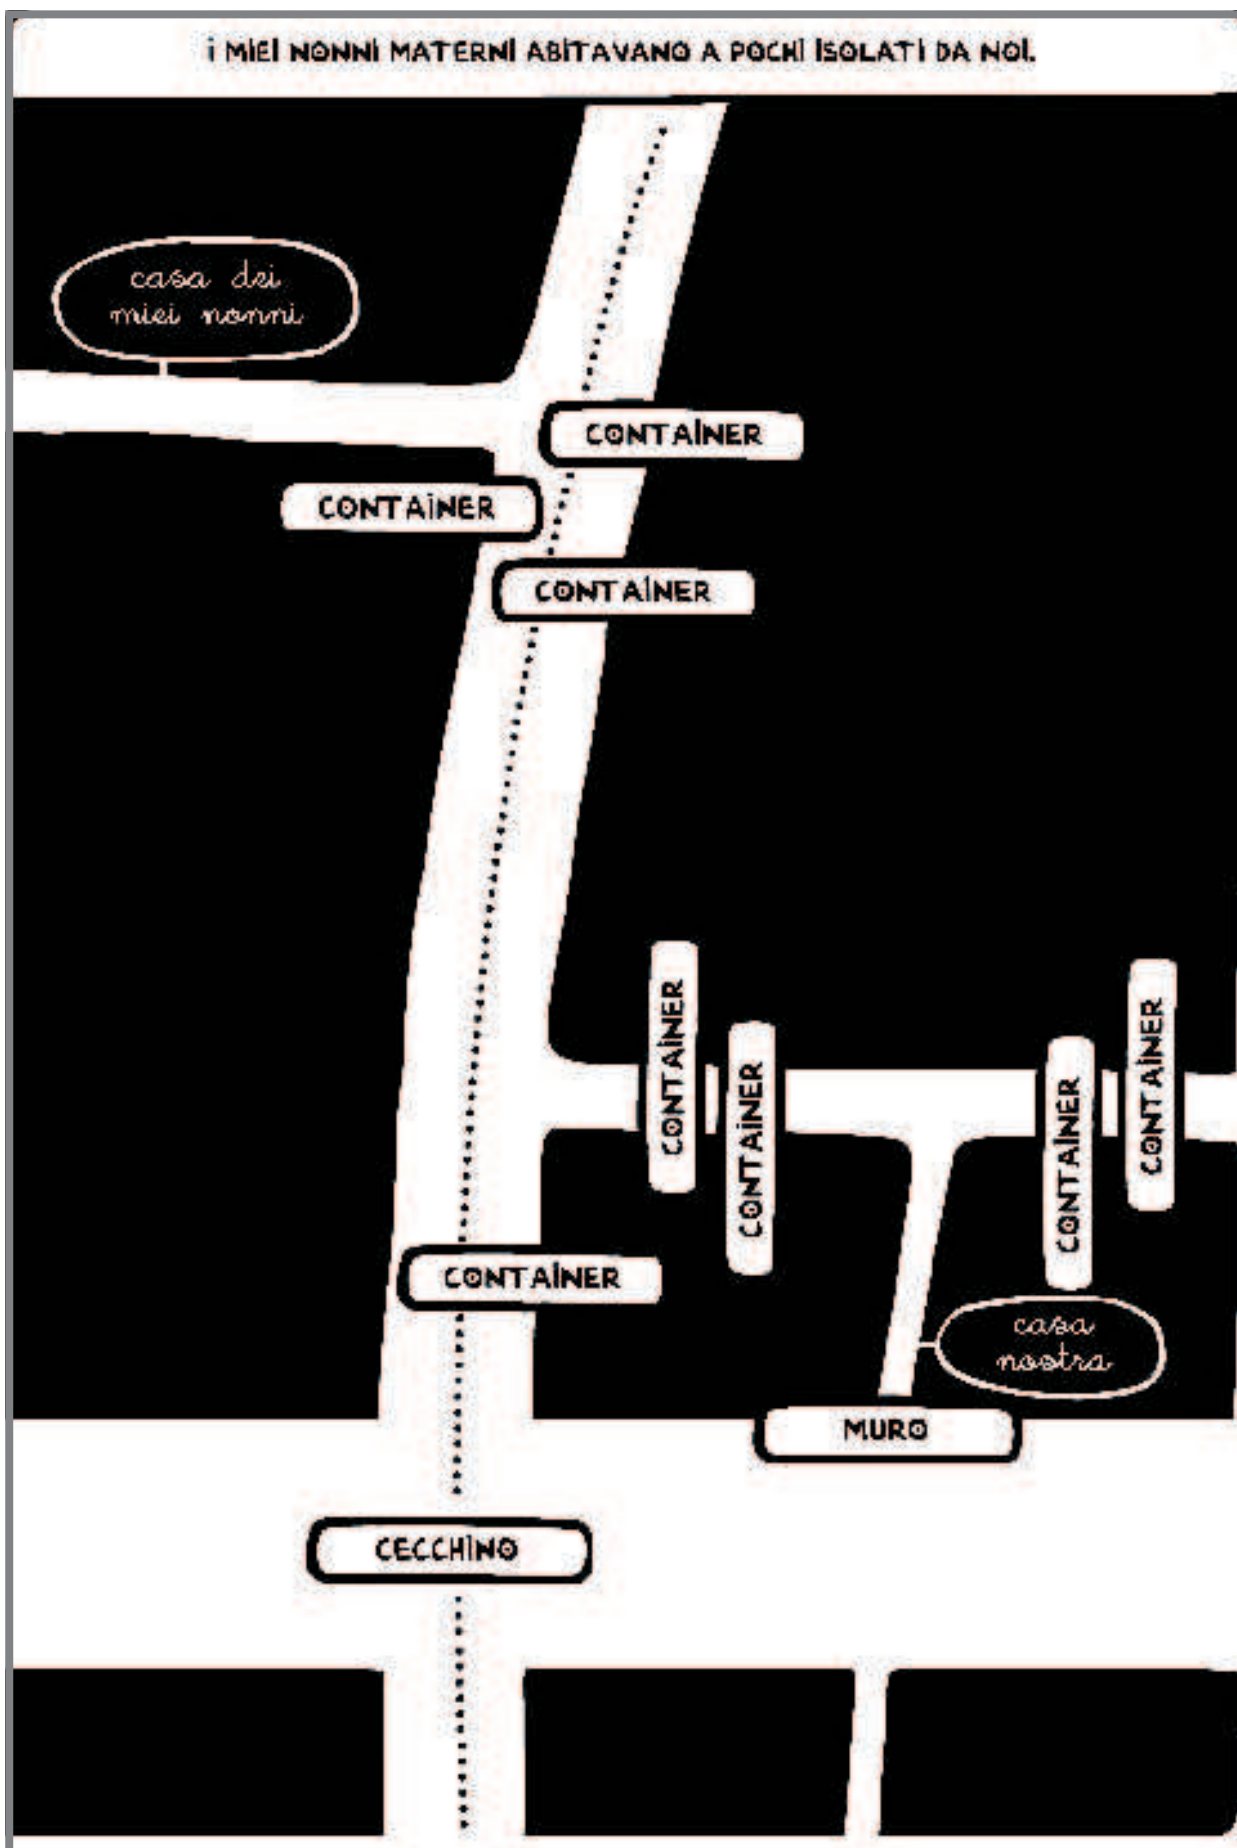 I MIEI NONNI MATERNI ABITAVANO A POCHI ISOLATI DA NOI.
casa dei
miei nonni
CONTAINER
CONTAINER
CONTAINER
CONTAINER
CONTAINER
CONTAINER
CONTAINER
CONTAINER
casa
nostra
MURO
CECCHINO